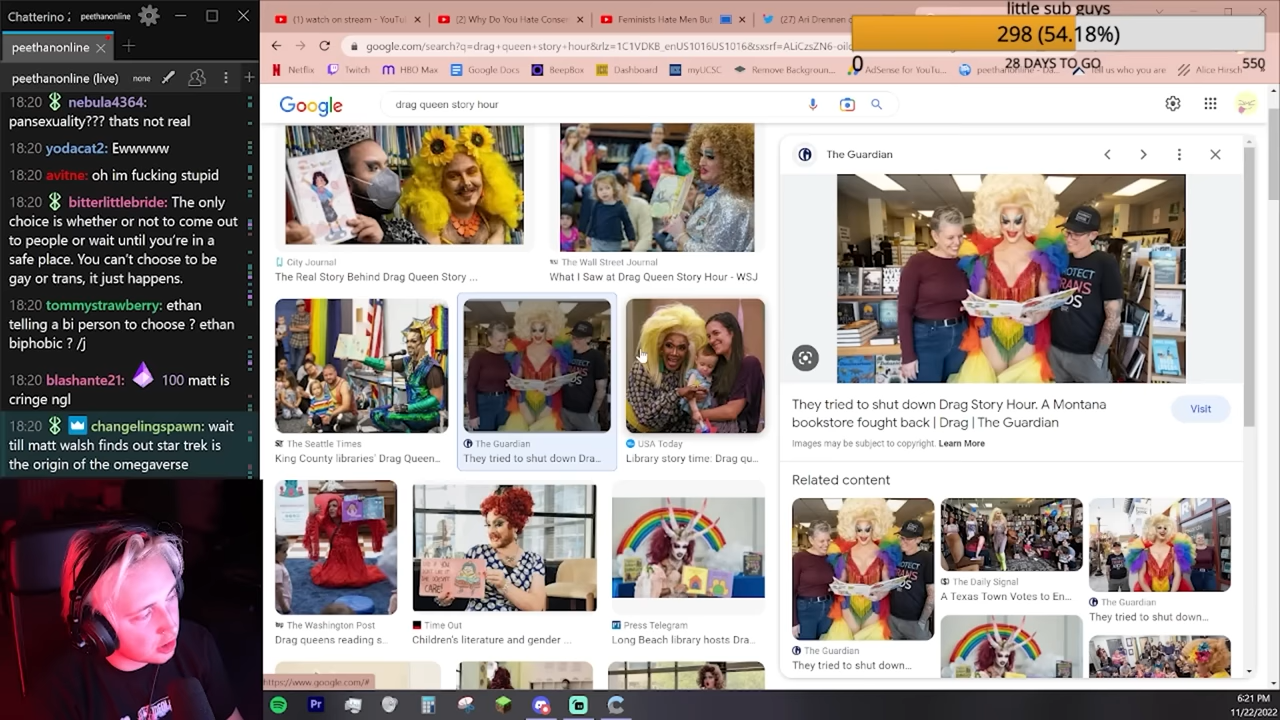 Chatterino 2
peethanonline
peethanonline
peethanonline (live)
none
18:20 nebula4364:
pansexuality??? thats not real
18:20 yodacat2: Ewwwww
18:20 avitne: oh im fucking stupid
18:20 bitterlittlebride: The only
choice is whether or not to come out
to people or wait until you're in a
safe place. You can't choose to be
gay or trans, it just happens.
18:20 tommystrawberry: ethan
telling a bi person to choose ? ethan
biphobic ? /j
18:20 blashante21: 100 matt is
cringe ngl
18:20 changelingspawn: wait
till matt walsh finds out star trek is
the origin of the omegaverse
(1) watch on stream - YouTu
(2) Why Do You Hate Conse
Feminists Hate Men But
(27) Ari Drennen
google.com/search?q=drag+queen+story+hour&rlz=1C1VDKB_enUS1016US1016&sxsrf=ALiCzsZN6-
Netflix
Twitch
HBO Max
Google Docs
BeepBox
Dashboard
myUCSC
Remove Backgroun...
AdSense for YouTu...
peethanonline -
Tell us who you are
Alice Hirsch
little sub guys
298 (54.18%)
0
28 DAYS TO GO
550
Google
drag queen story hour
City Journal
The Real Story Behind Drag Queen Story ...
The Wall Street Journal
What I Saw at Drag Queen Story Hour - WSJ
The Seattle Times
King County libraries' Drag Queen...
The Guardian
They tried to shut down Dra...
USA Today
Library story time: Drag qu...
The Washington Post
Drag queens reading s...
Time Out
Children's literature and gender ...
Press Telegram
Long Beach library hosts Dra...
https://www.google.com/#
The Guardian
PROTECT
TRANS
KIDS
They tried to shut down Drag Story Hour. A Montana
bookstore fought back | Drag | The Guardian
Visit
Images may be subject to copyright. Learn More
Related content
The Guardian
They tried to shut down...
The Daily Signal
A Texas Town Votes to En...
The Guardian
They tried to shut down...
6:21 PM
11/22/2022